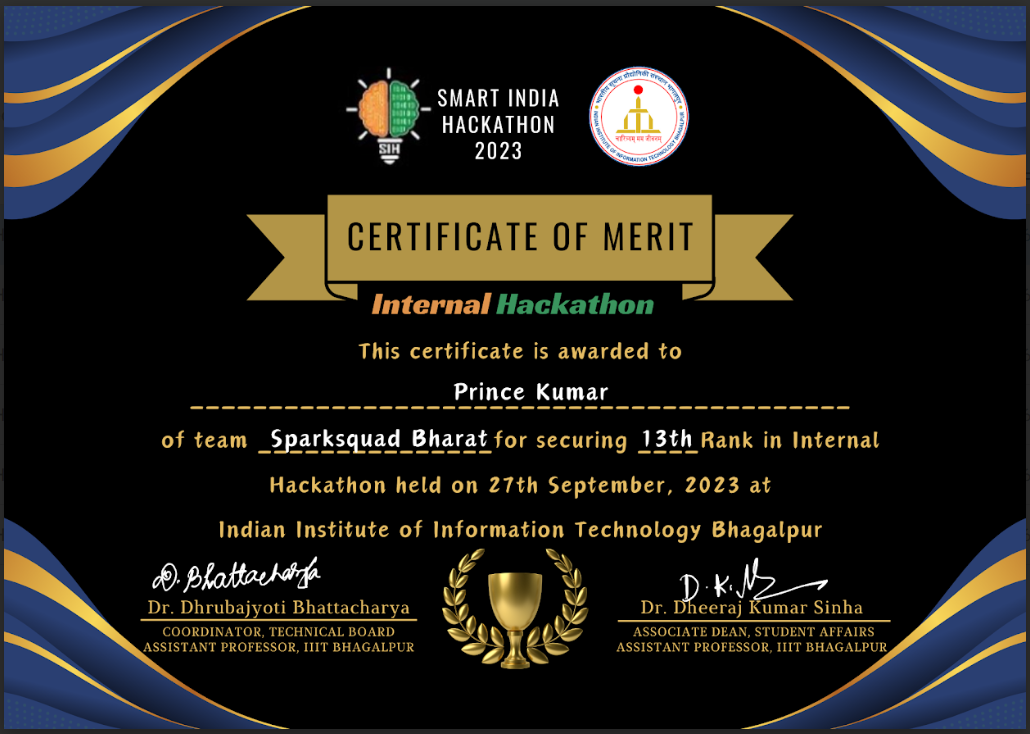 SMART INDIA
HACKATHON
2023
SIH
भारतीय सूचना प्रौद्योगिकी संस्थान भागलपुर
INDIAN INSTITUTE OF INFORMATION TECHNOLOGY BHAGALPUR
CERTIFICATE OF MERIT
Internal Hackathon
This certificate is awarded to
Prince Kumar
of team Sparksquad Bharat for securing 13th Rank in Internal
Hackathon held on 27th September, 2023 at
Indian Institute of Information Technology Bhagalpur
D. Bhattacharya
Dr. Dhrubajyoti Bhattacharya
COORDINATOR, TECHNICAL BOARD
ASSISTANT PROFESSOR, IIIT BHAGALPUR
D. K.
Dr. Dheeraj Kumar Sinha
ASSOCIATE DEAN, STUDENT AFFAIRS
ASSISTANT PROFESSOR, IIIT BHAGALPUR